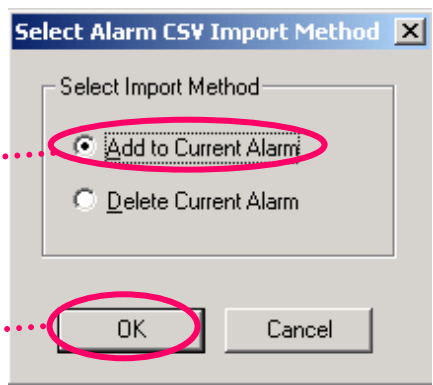 Select Alarm CSV Import Method
Select Import Method
Add to Current Alarm
Delete Current Alarm
OK Cancel